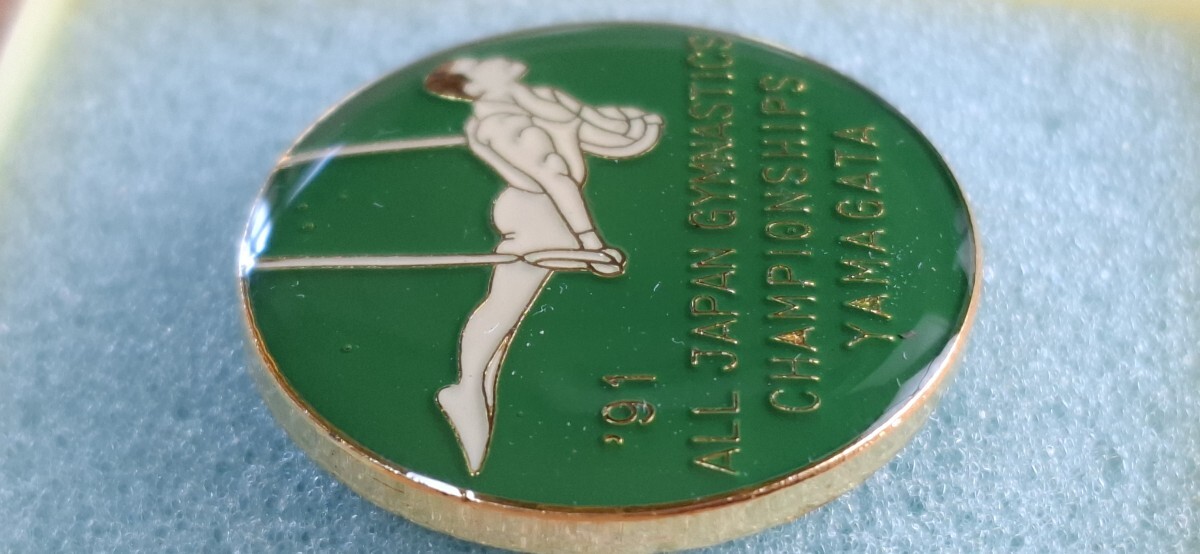 '91
ALL JAPAN GYMNASTICS
CHAMPIONSHIPS
YAMAGATA